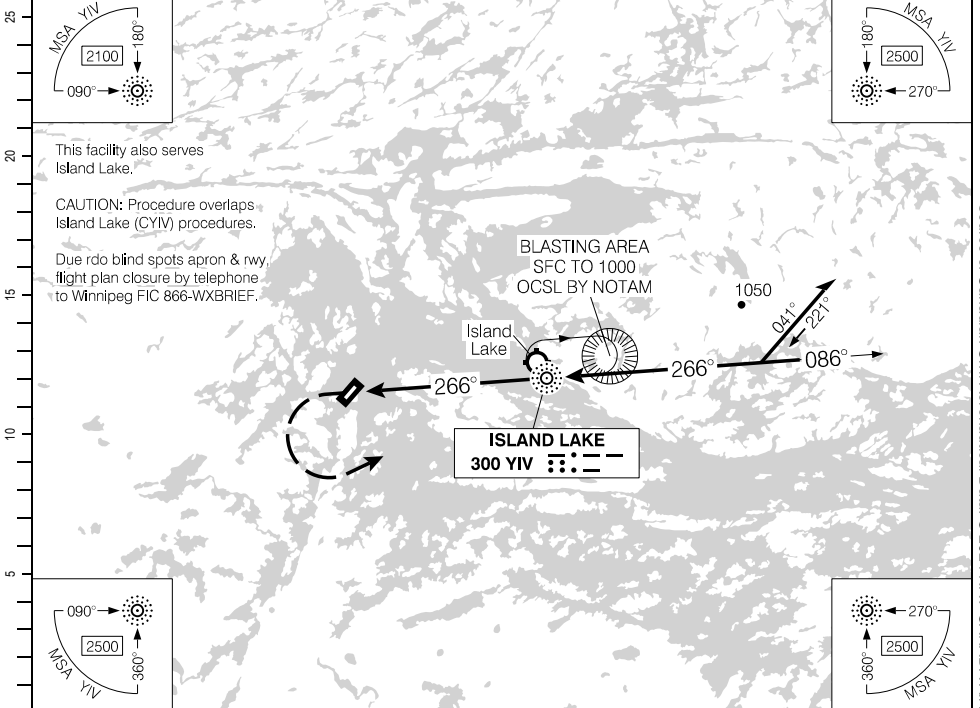 25
20
15
10
5
MSA YIV
2100
180°
090°
MSA YIV
2500
180°
270°
This facility also serves
Island Lake.
CAUTION: Procedure overlaps
Island Lake (CYIV) procedures.
Due rdo blind spots apron & rwy,
flight plan closure by telephone
to Winnipeg FIC 866-WXBRIEF.
BLASTING AREA
SFC TO 1000
OCSL BY NOTAM
1050
041°
221°
Island
Lake
266°
266°
086°
ISLAND LAKE
300 YIV
090°
2500
360°
MSA YIV
270°
2500
360°
MSA YIV